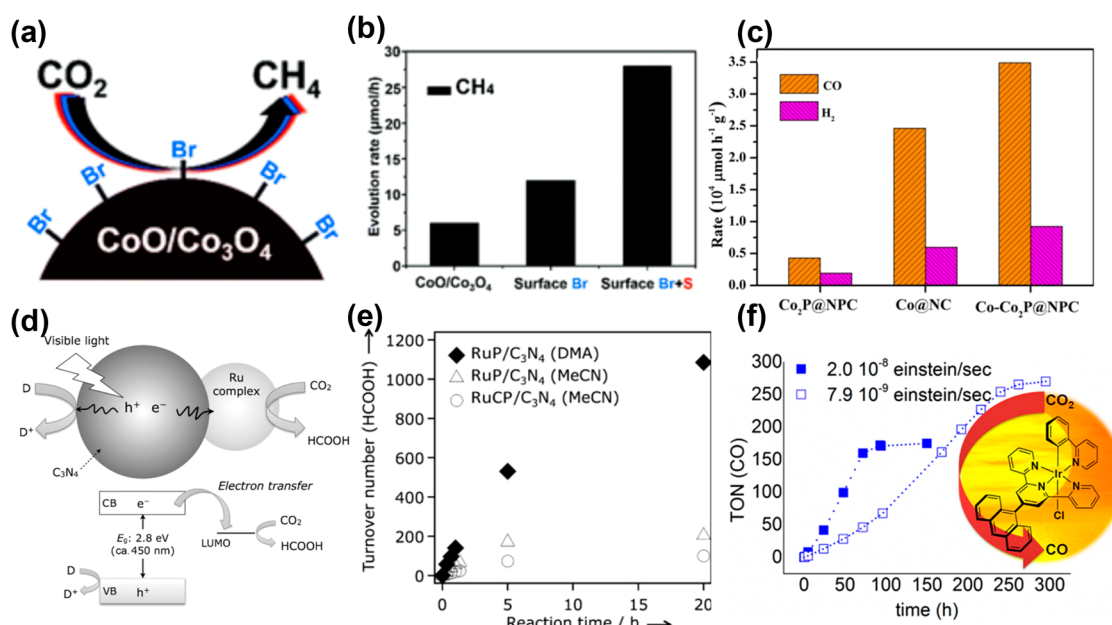 (a)
CO2
CH4
Br
Br
Br
Br
Br
CoO/Co3O4
(b)
Evolution rate (μmol/h)
30
25
20
15
10
5
0
CH4
CoO/Co3O4
Surface Br
Surface Br+S
(c)
Rate (10^4 μmol h^-1 g^-1)
3.5
3.0
2.5
2.0
1.5
1.0
0.5
0.0
CO
H2
Co2P@NPC
Co@NC
Co-Co2P@NPC
(d)
Visible light
D
D+
h+ e−
Ru
complex
CO2
HCOOH
C3N4
CB e−
Electron transfer
Eg: 2.8 eV
(ca. 450 nm)
LUMO
CO2
HCOOH
D
D+
VB h+
(e)
Turnover number (HCOOH) →
1200
1000
800
600
400
200
0
RuP/C3N4 (DMA)
RuP/C3N4 (MeCN)
RuCP/C3N4 (MeCN)
0
5
10
15
20
Reaction time / h →
(f)
TON (CO)
300
250
200
150
100
50
0
2.0 10^-8 einstein/sec
7.9 10^-9 einstein/sec
CO2
N
N
Ir
N
Cl
CO
0 50 100 150 200 250 300
time (h)